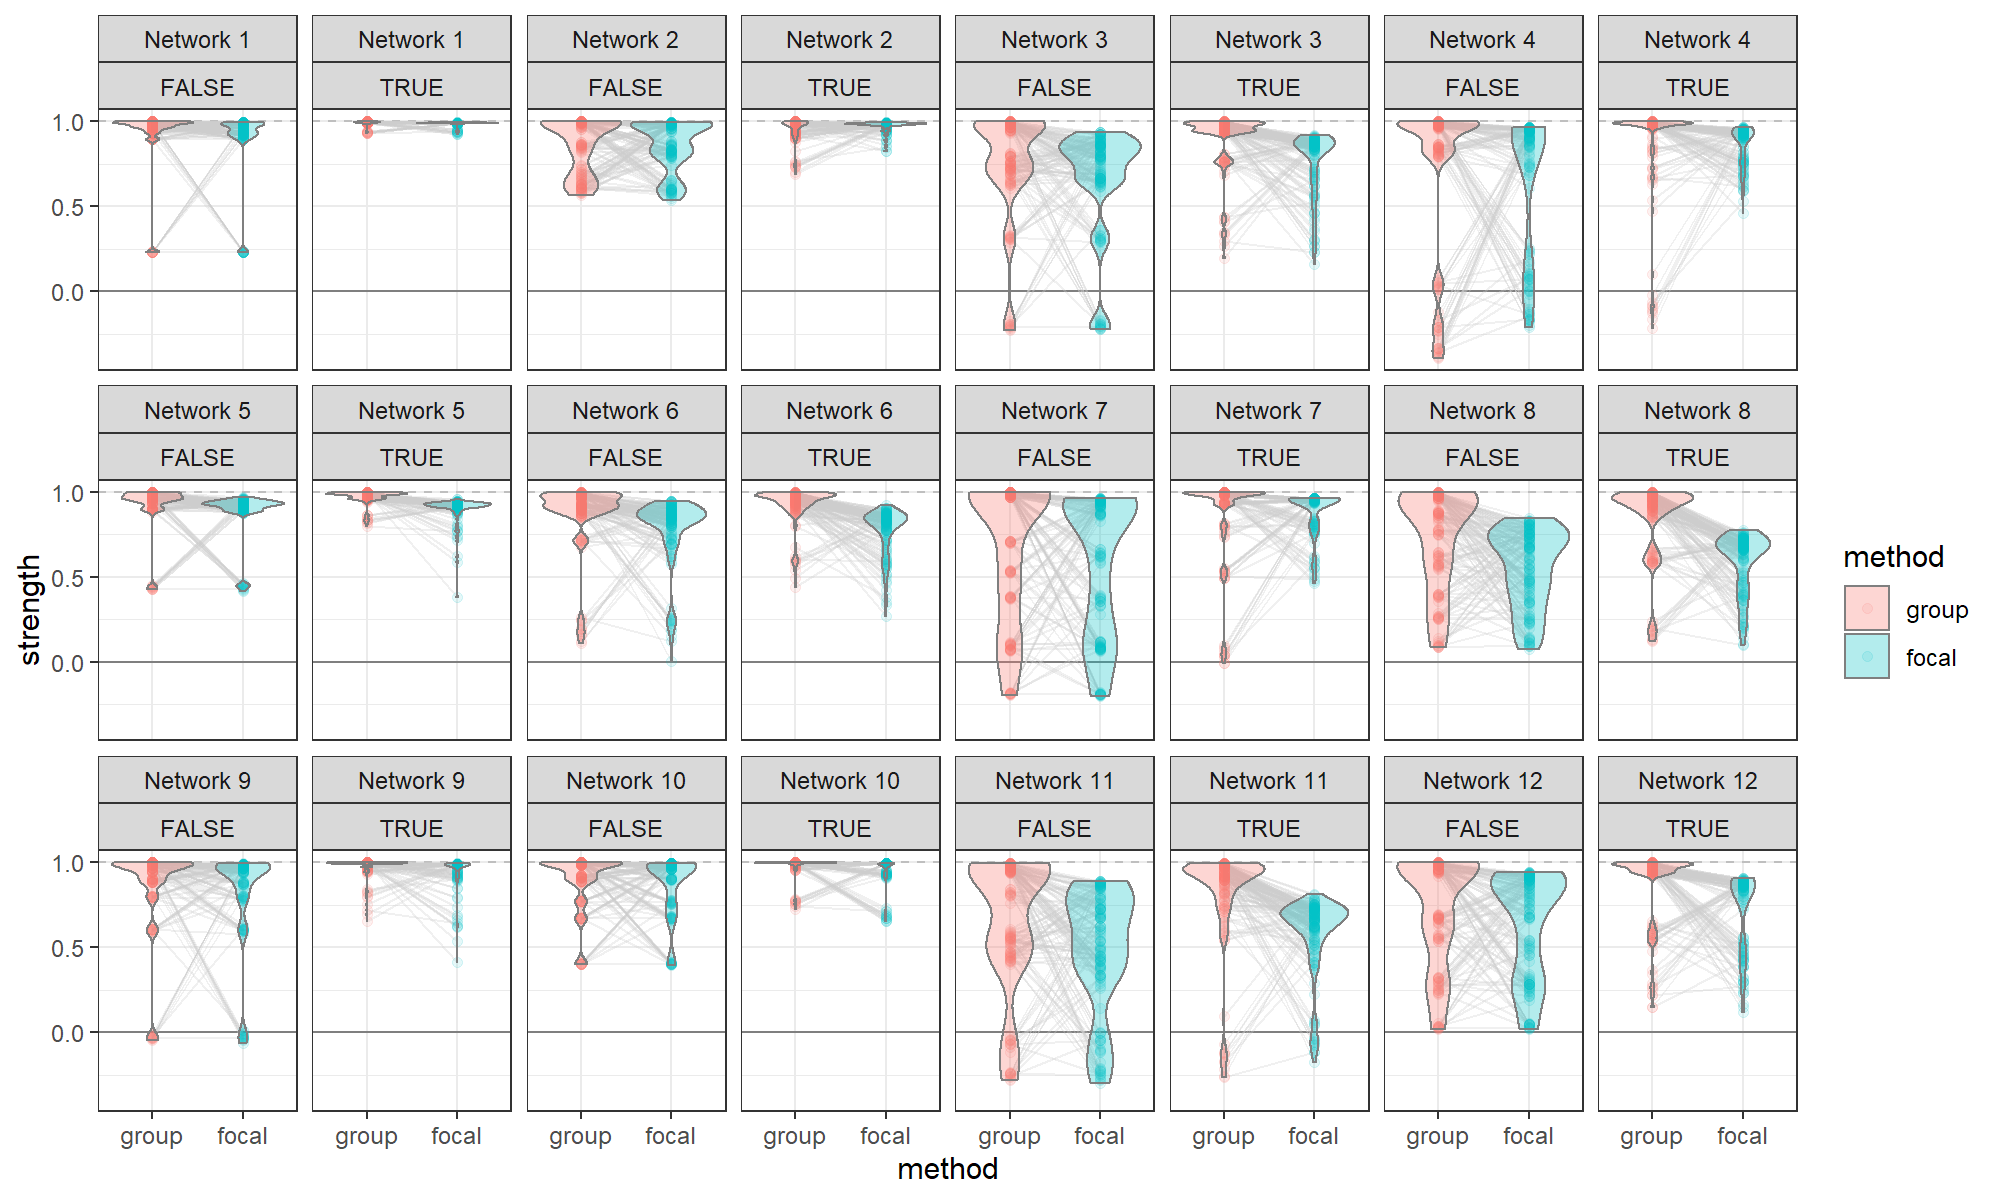 Network 1 Network 1 Network 2 Network 2 Network 3 Network 3 Network 4 Network 4
FALSE TRUE FALSE TRUE FALSE TRUE FALSE TRUE
1.0
0.5
0.0
Network 5 Network 5 Network 6 Network 6 Network 7 Network 7 Network 8 Network 8
FALSE TRUE FALSE TRUE FALSE TRUE FALSE TRUE
1.0
0.5
0.0
strength
method
group
focal
Network 9 Network 9 Network 10 Network 10 Network 11 Network 11 Network 12 Network 12
FALSE TRUE FALSE TRUE FALSE TRUE FALSE TRUE
1.0
0.5
0.0
group focal group focal group focal group focal group focal group focal group focal group focal
method